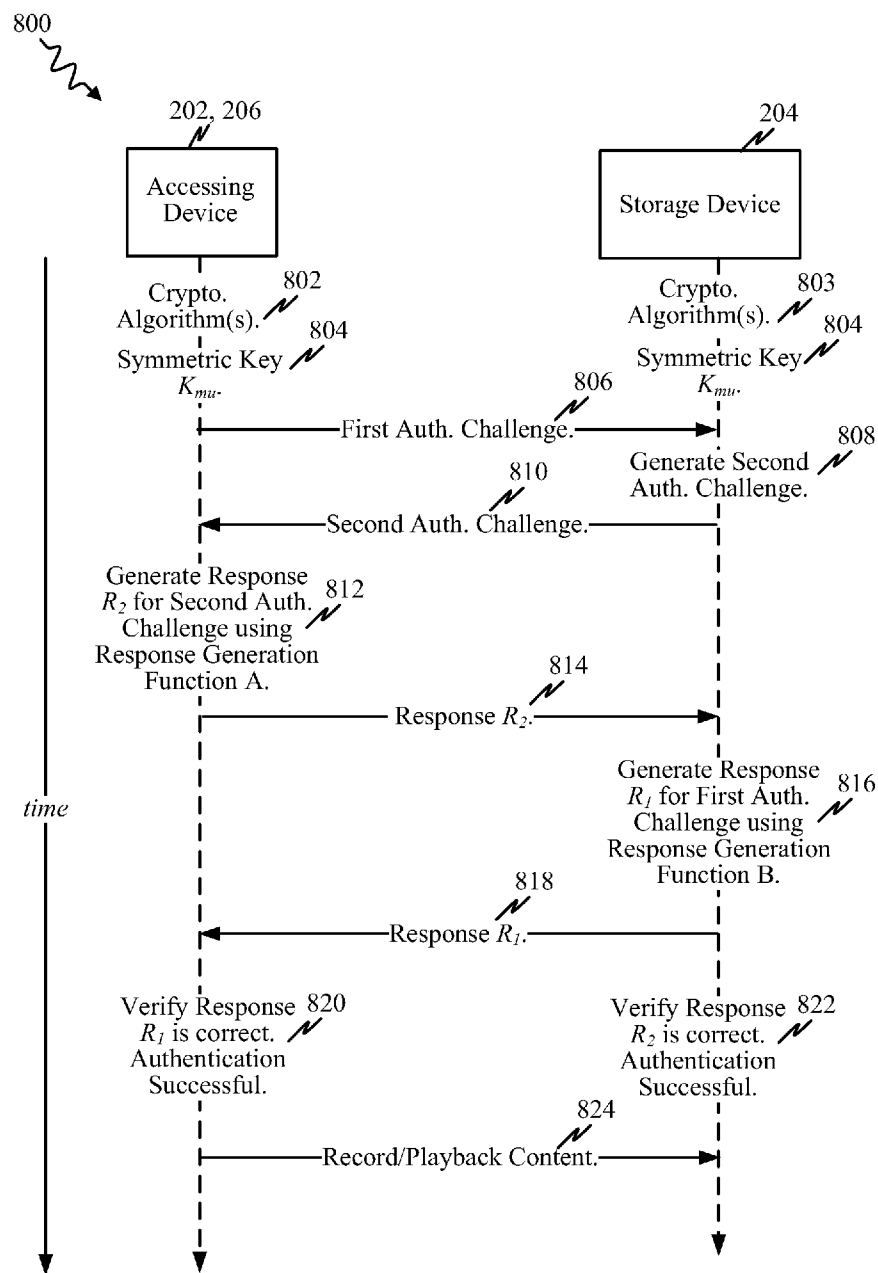 800
202, 206
204
Accessing
Device
Storage Device
Crypto.
Algorithm(s).
802
Crypto.
Algorithm(s).
803
Symmetric Key
Kmu.
804
Symmetric Key
Kmu.
804
806
First Auth. Challenge.
Generate Second
Auth. Challenge.
808
810
Second Auth. Challenge.
Generate Response
R2 for Second Auth.
Challenge using
Response Generation
Function A.
812
814
Response R2.
Generate Response
R1 for First Auth.
Challenge using
Response Generation
Function B.
816
time
818
Response R1.
Verify Response
R1 is correct.
Authentication
Successful.
820
Verify Response
R2 is correct.
Authentication
Successful.
822
824
Record/Playback Content.